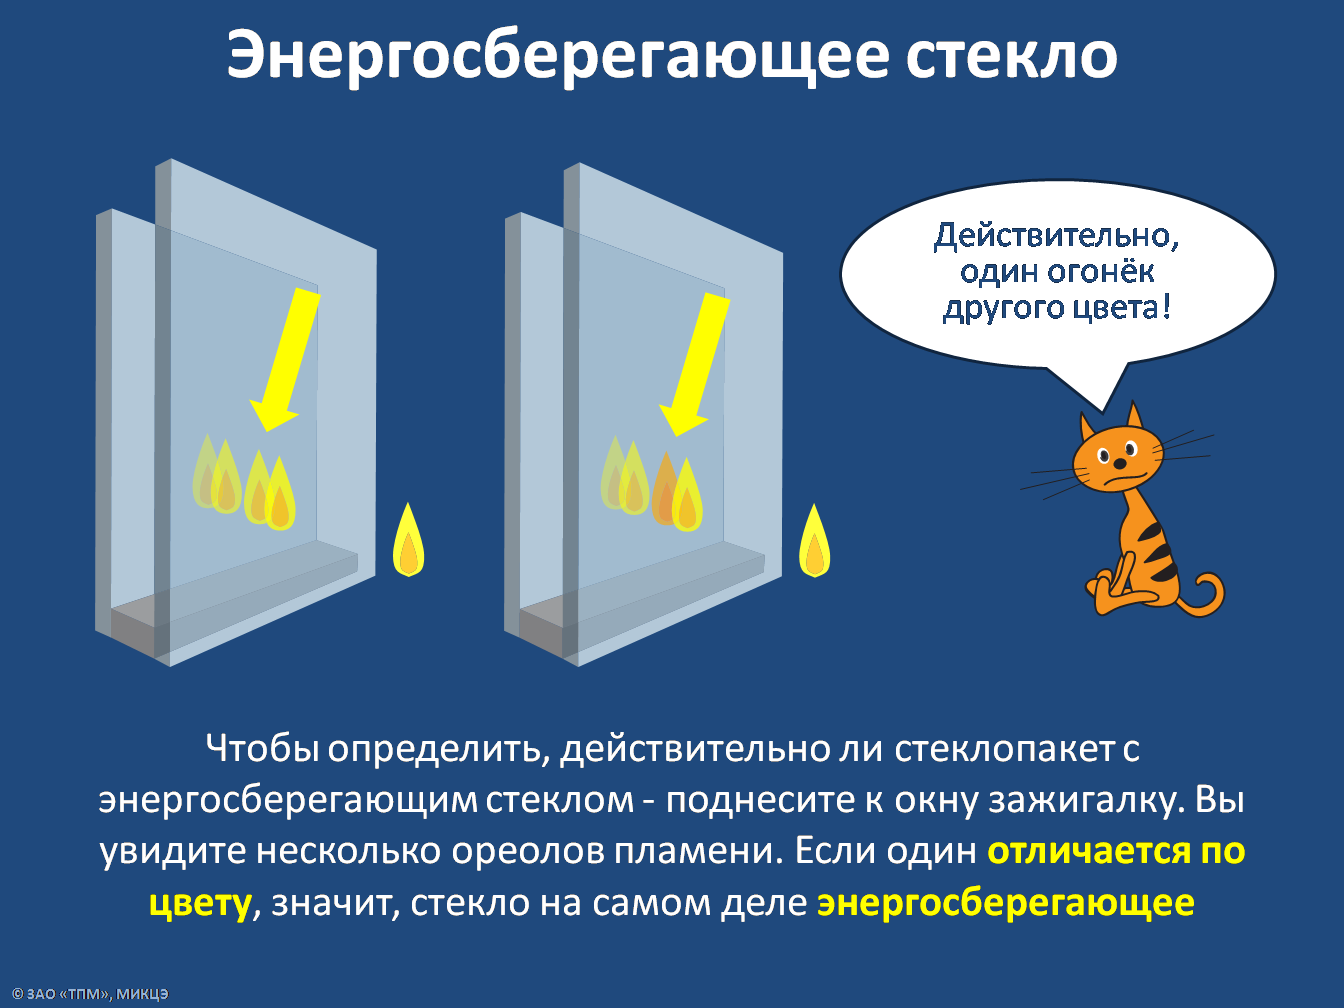 Энергосберегающее стекло
Действительно,
один огонёк
другого цвета!
Чтобы определить, действительно ли стеклопакет с
энергосберегающим стеклом - поднесите к окну зажигалку. Вы
увидите несколько ореолов пламени. Если один отличается по
цвету, значит, стекло на самом деле энергосберегающее
© ЗАО «ТПМ», МИКЦЭ